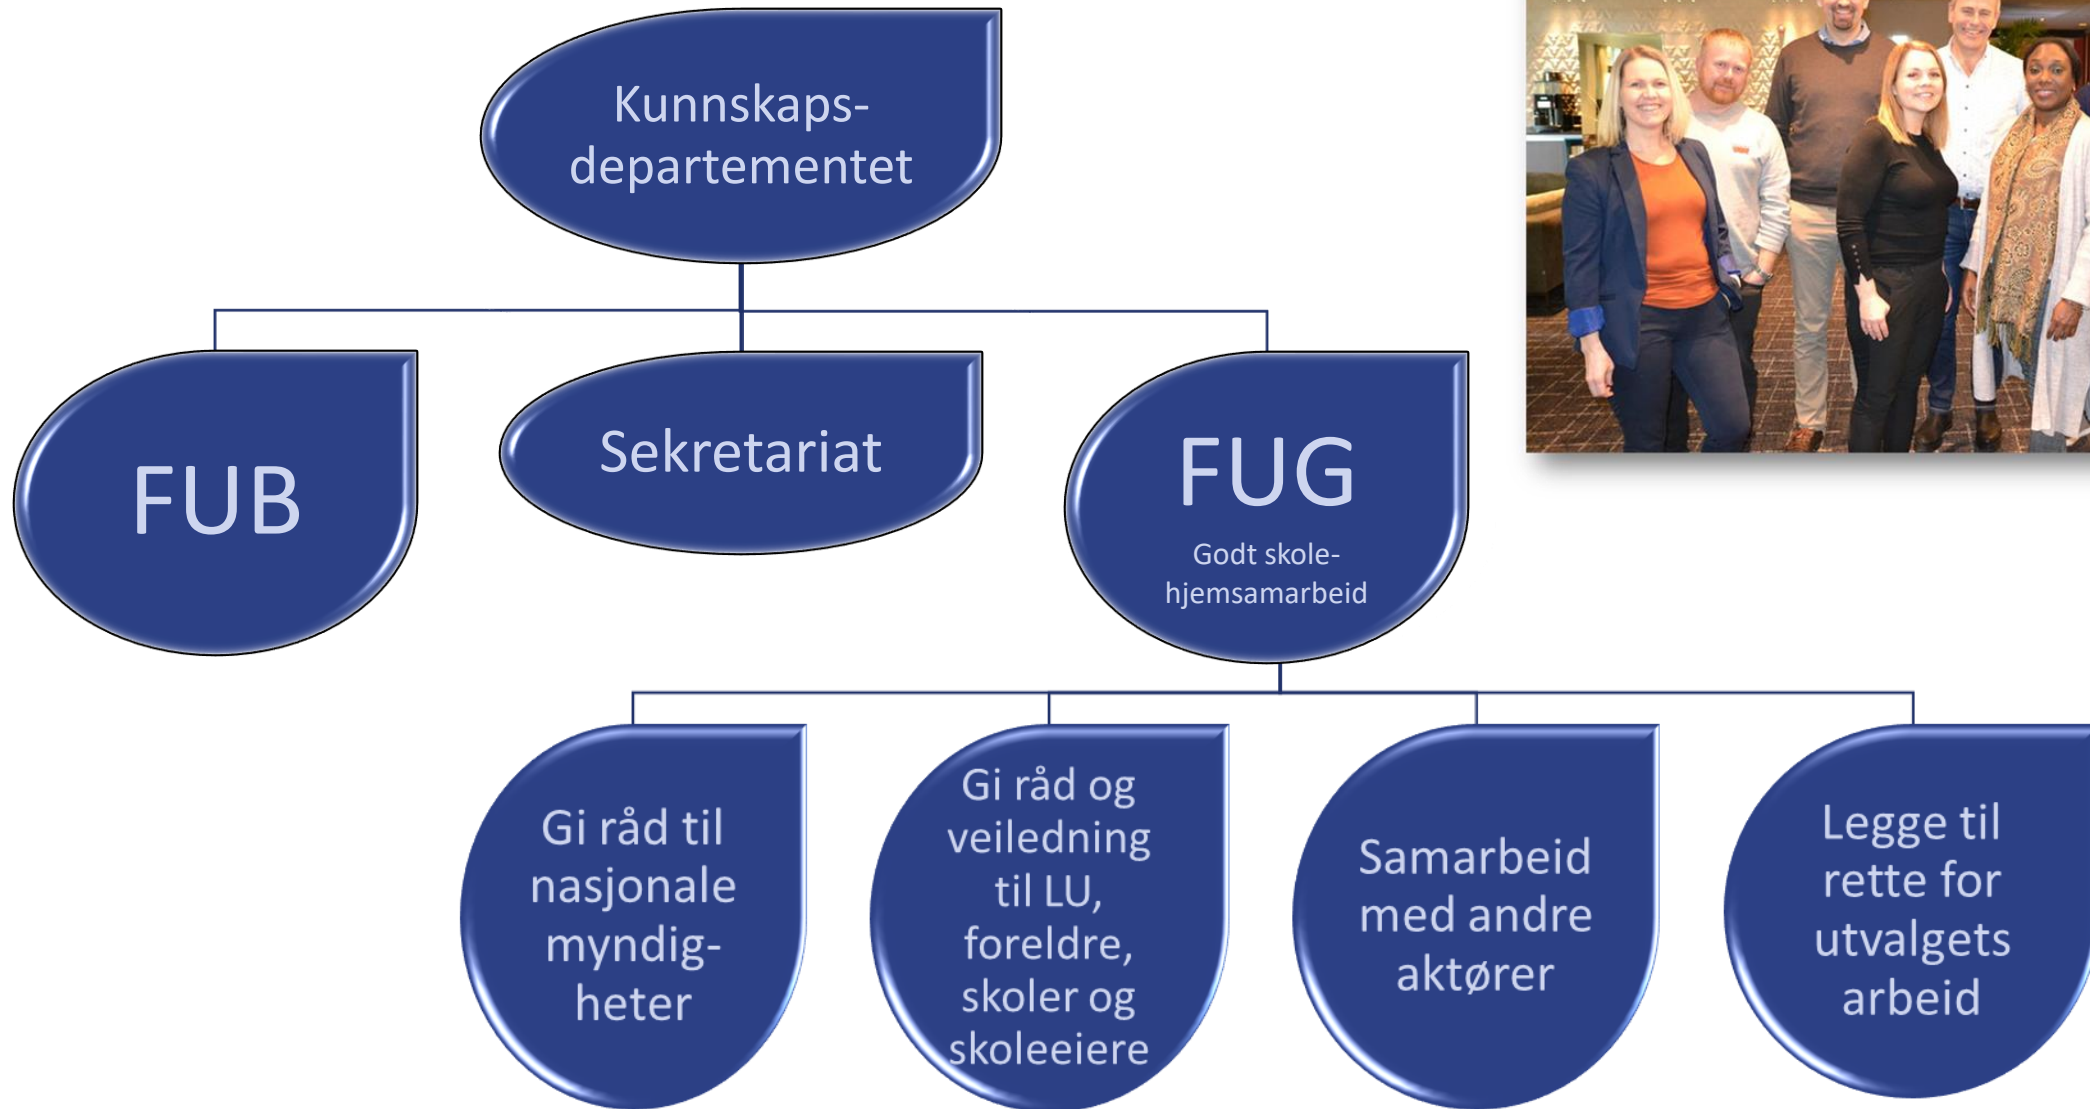 Kunnskaps-
departementet
FUB
Sekretariat
FUG
Godt skole-
hjemsamarbeid
Gi råd til
nasjonale
myndig-
heter
Gi råd og
veiledning
til LU,
foreldre,
skoler og
skoleeiere
Samarbeid
med andre
aktører
Legge til
rette for
utvalgets
arbeid